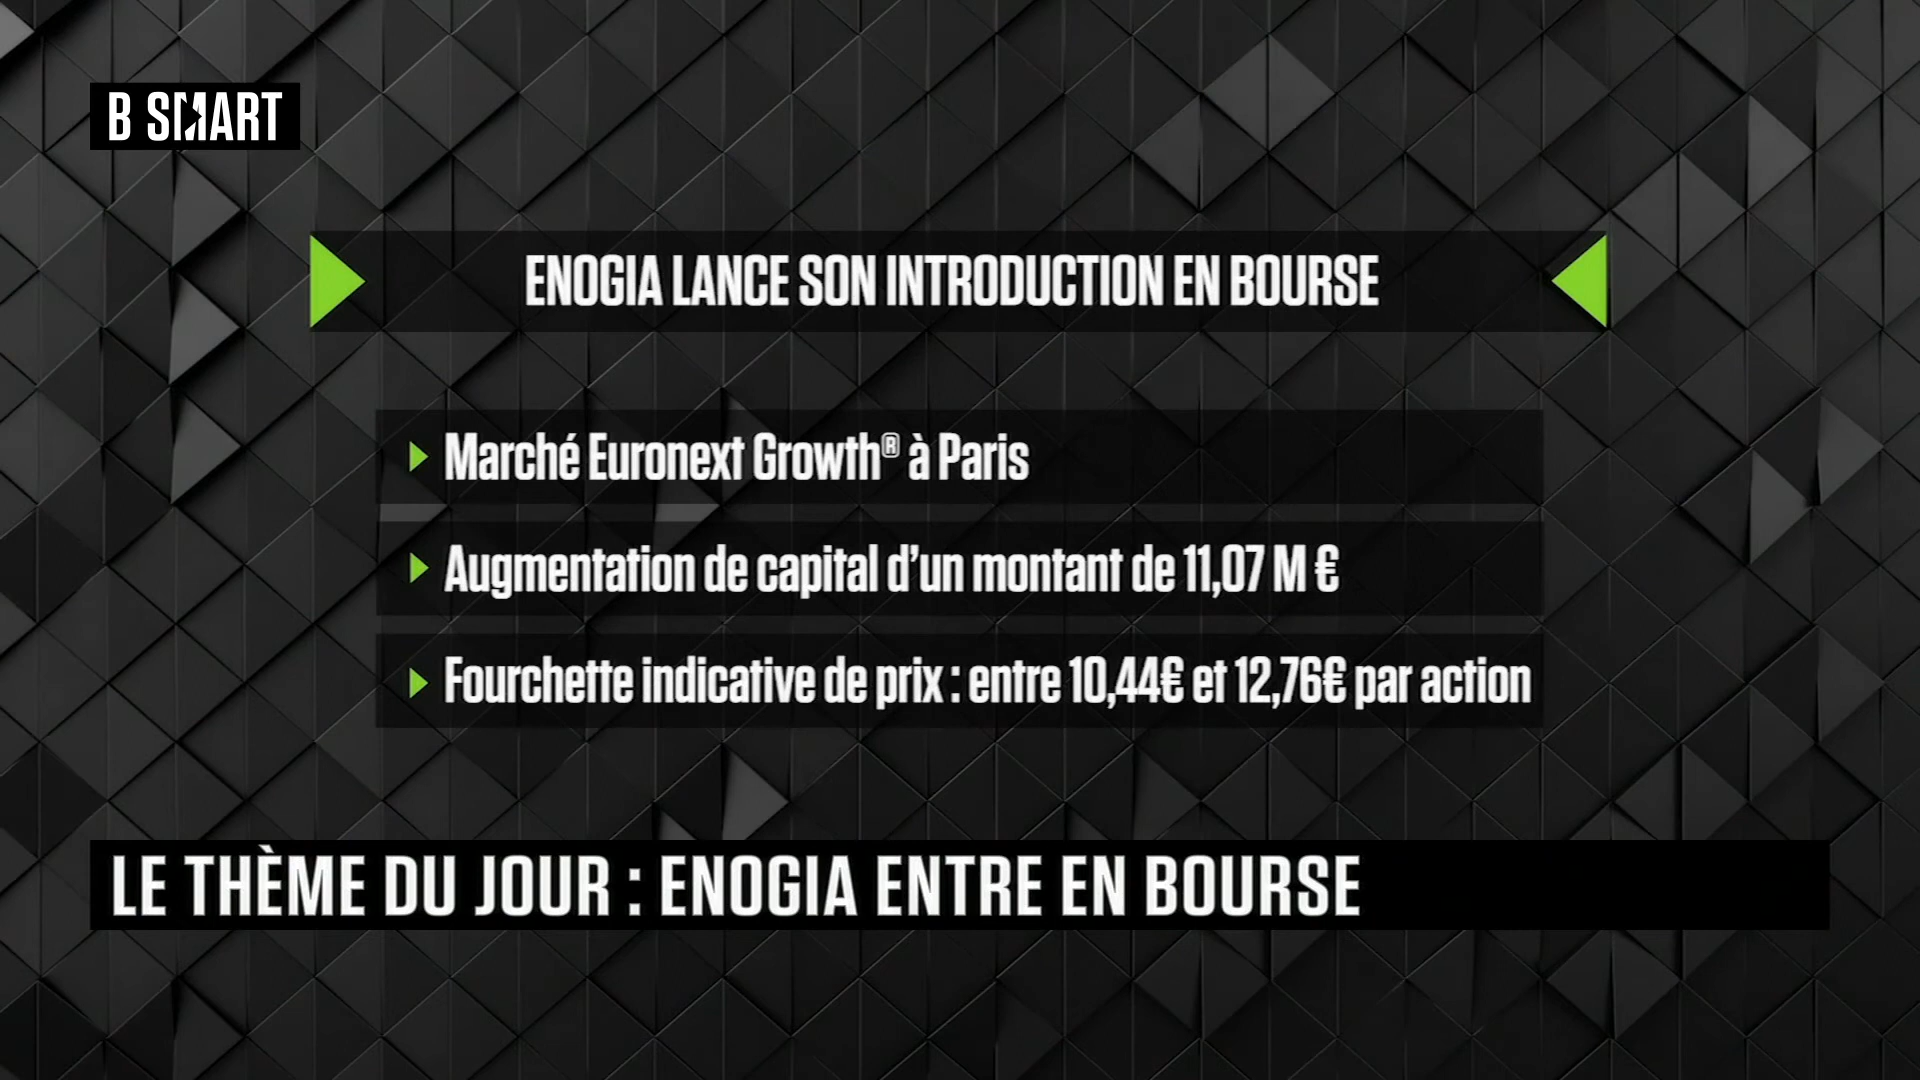 B SMART
ENOGIA LANCE SON INTRODUCTION EN BOURSE
Marché Euronext Growth® à Paris
Augmentation de capital d’un montant de 11,07 M €
Fourchette indicative de prix : entre 10,44€ et 12,76€ par action
LE THÈME DU JOUR : ENOGIA ENTRE EN BOURSE